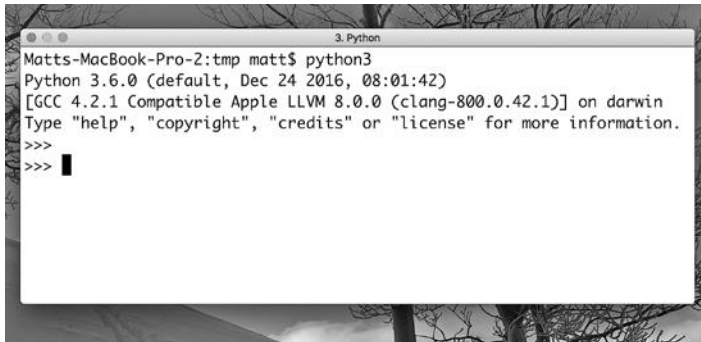 3. Python
Matts-MacBook-Pro-2:tmp matt$ python3
Python 3.6.0 (default, Dec 24 2016, 08:01:42)
[GCC 4.2.1 Compatible Apple LLVM 8.0.0 (clang-800.0.42.1)] on darwin
Type "help", "copyright", "credits" or "license" for more information.
>>>
>>>